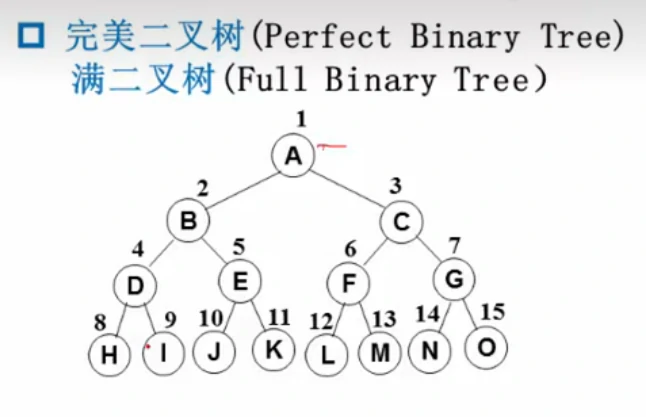 完美二叉树(Perfect Binary Tree)
满二叉树(Full Binary Tree)
1
A
2 3
B C
4 5 6 7
D E F G
8 9 10 11 12 13 14 15
H I J K L M N O